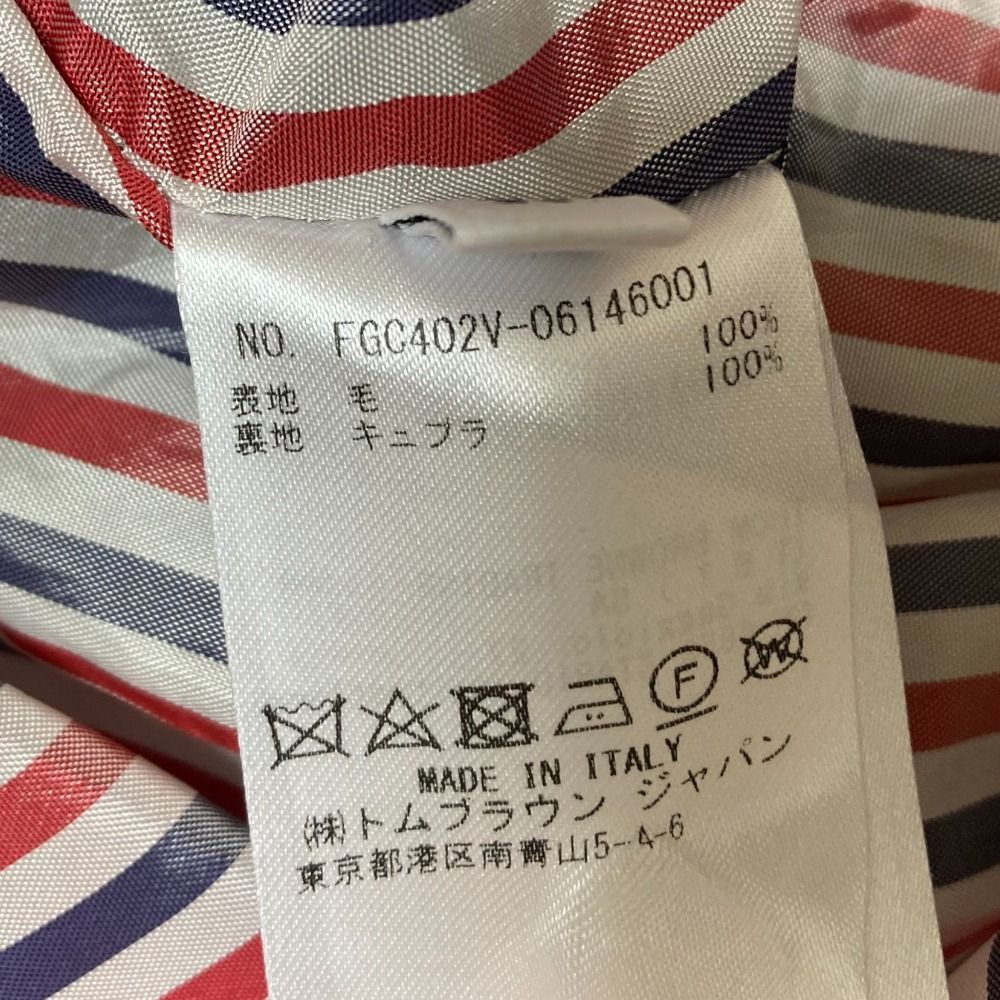 NO. FGC402V-06146001
表地 毛 100%
裏地 キュプラ 100%
F
W
MADE IN ITALY
(株)トムブラウン ジャパン
東京都港区南青山5-4-6